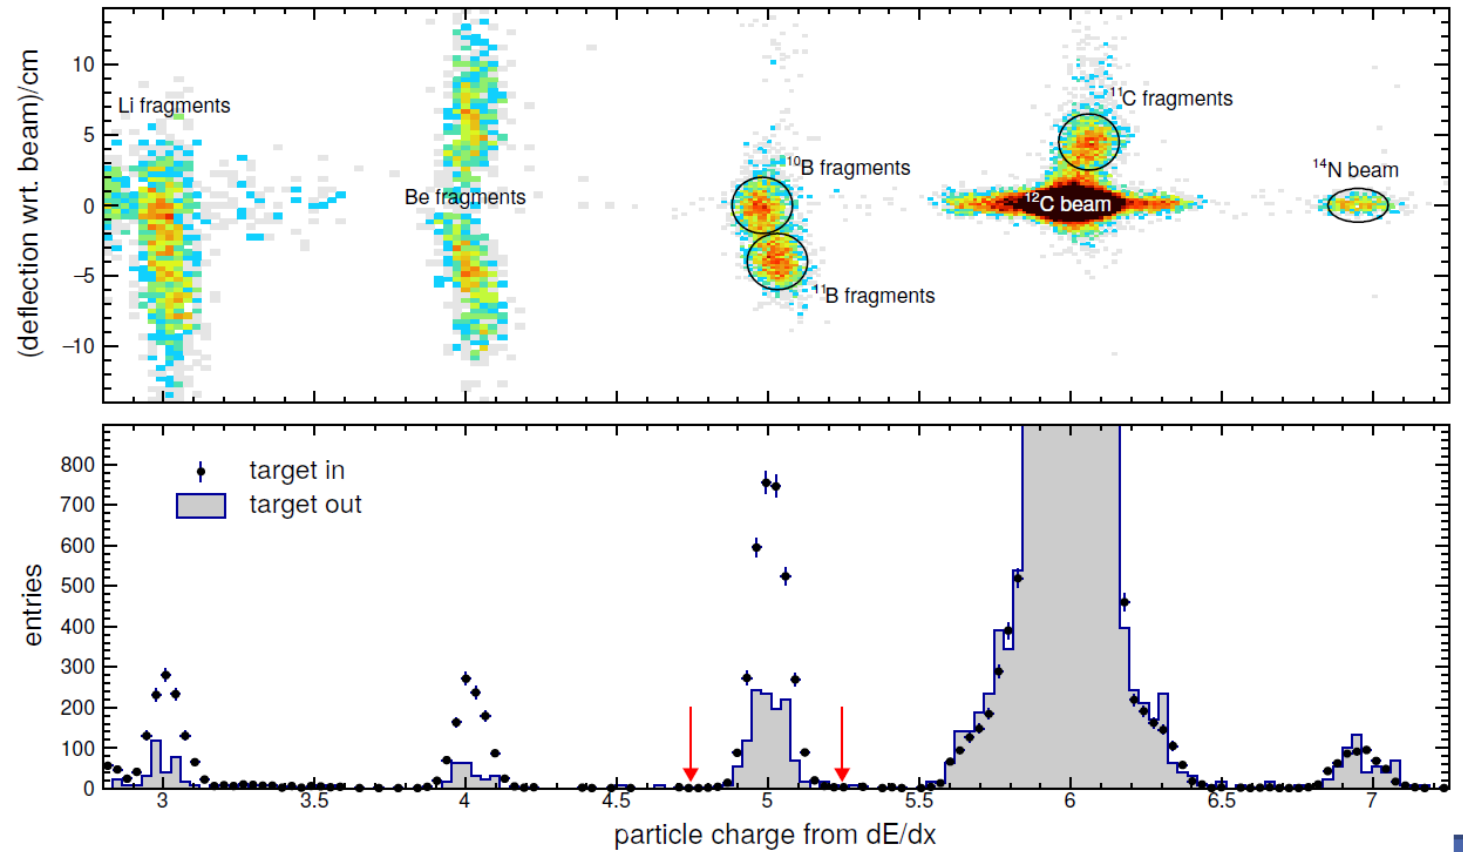 (deflection wrt. beam)/cm
10
5
0
−5
−10
Li fragments
Be fragments
¹⁰B fragments
¹¹B fragments
¹¹C fragments
¹²C beam
¹⁴N beam
entries
800
700
600
500
400
300
200
100
0
target in
target out
3 3.5 4 4.5 5 5.5 6 6.5 7
particle charge from dE/dx